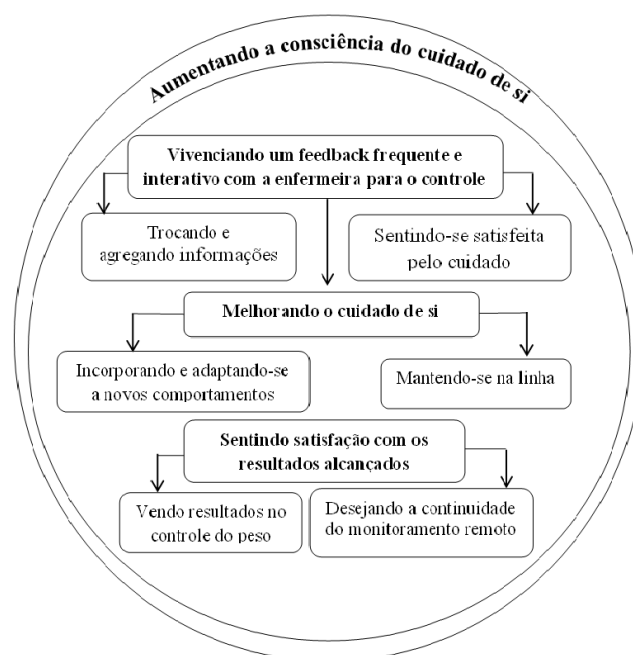 Aumentando a consciência do cuidado de si
Vivenciando um feedback frequente e
interativo com a enfermeira para o controle
Trocando e
agregando informações
Sentindo-se satisfeita
pelo cuidado
Melhorando o cuidado de si
Incorporando e adaptando-se
a novos comportamentos
Mantendo-se na linha
Sentindo satisfação com os
resultados alcançados
Vendo resultados no
controle do peso
Desejando a continuidade
do monitoramento remoto